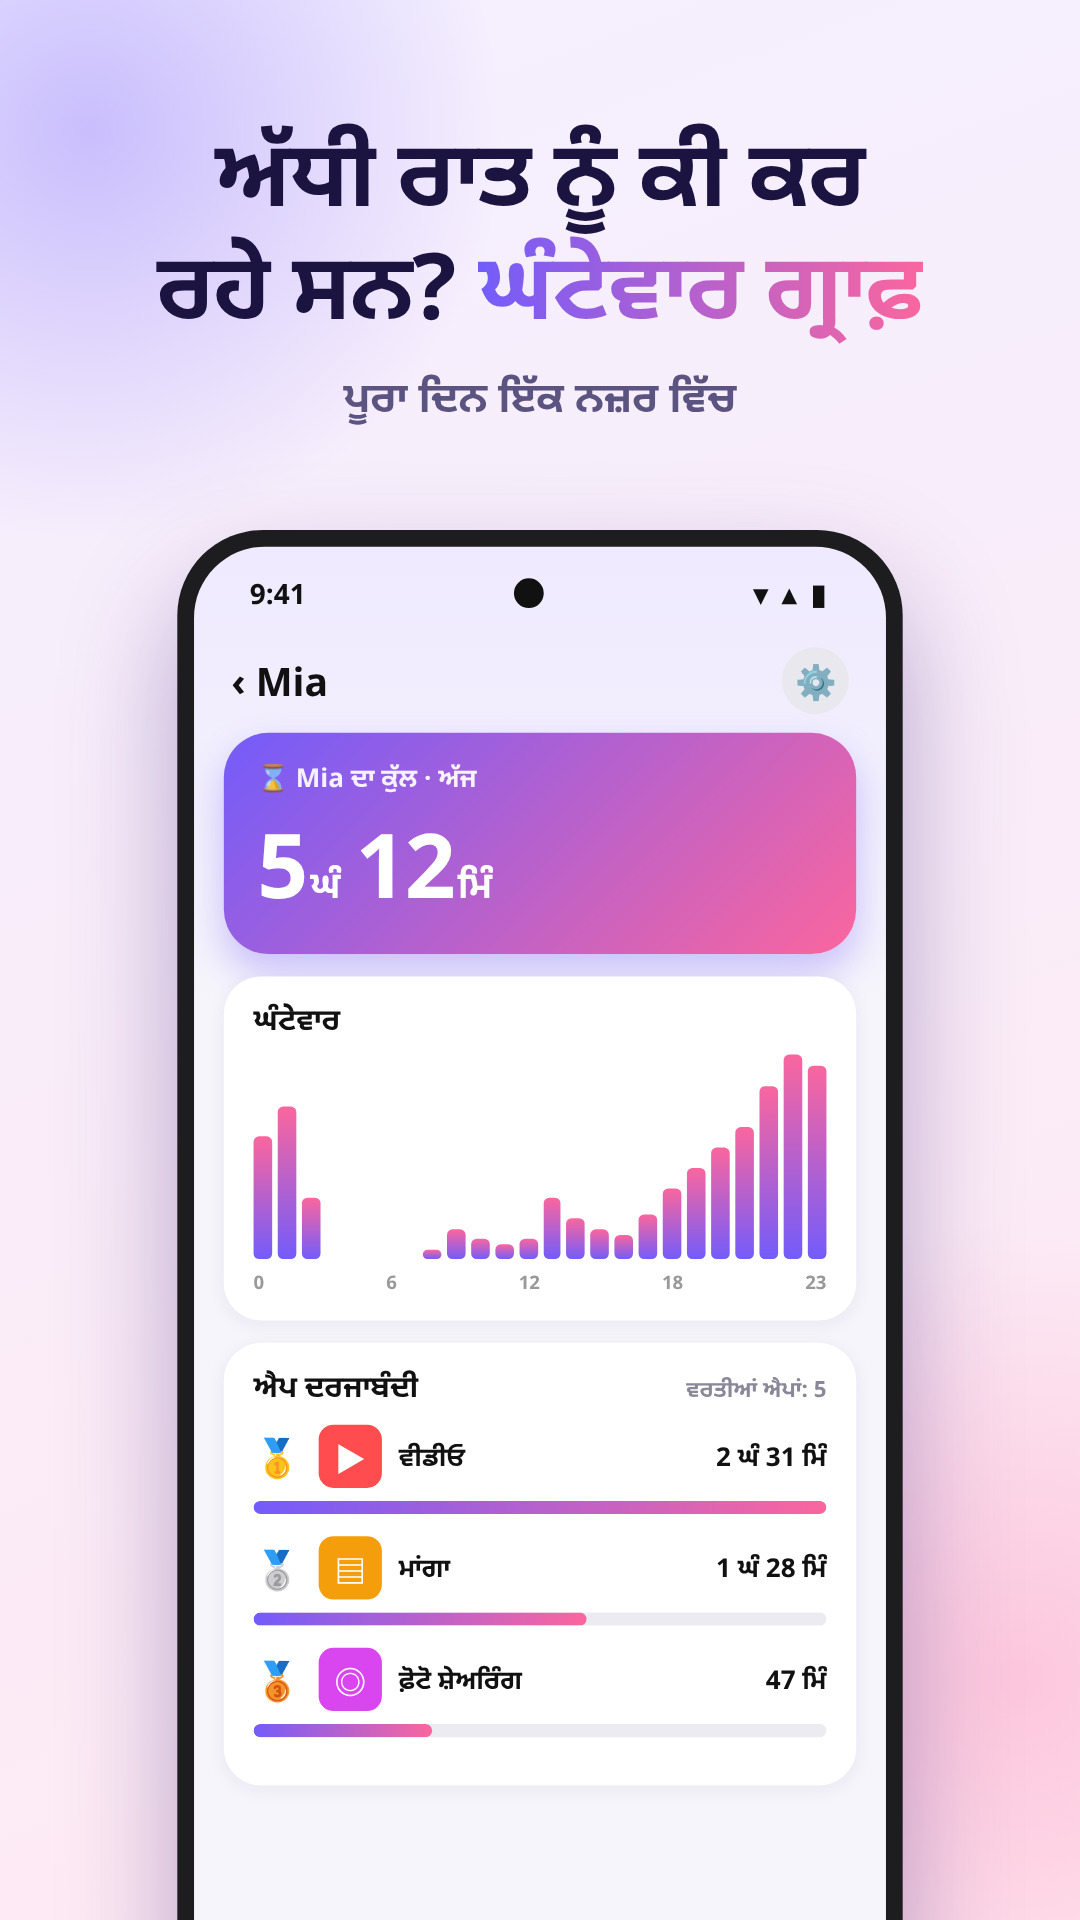 ਅੱਧੀ ਰਾਤ ਨੂੰ ਕੀ ਕਰ
ਰਹੇ ਸਨ? ਘੰਟੇਵਾਰ ਗ੍ਰਾਫ਼
ਪੂਰਾ ਦਿਨ ਇੱਕ ਨਜ਼ਰ ਵਿੱਚ
9:41
‹ Mia
⌛ Mia ਦਾ ਕੁੱਲ · ਅੱਜ
5ਘੰ 12ਮਿੰ
ਘੰਟੇਵਾਰ
0 6 12 18 23
ਐਪ ਦਰਜਾਬੰਦੀ ਵਰਤੀਆਂ ਐਪਾਂ: 5
🥇 ਵੀਡੀਓ 2 ਘੰ 31 ਮਿੰ
🥈 ਮਾਂਗਾ 1 ਘੰ 28 ਮਿੰ
🥉 ਫ਼ੋਟੋ ਸ਼ੇਅਰਿੰਗ 47 ਮਿੰ